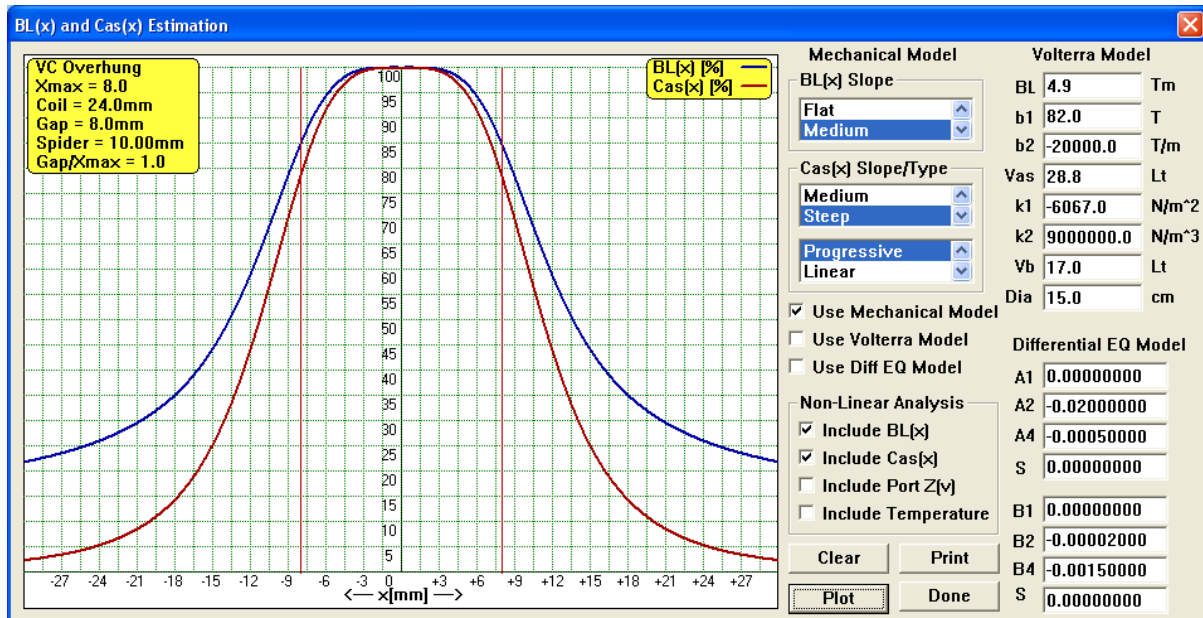 BL(x) and Cas(x) Estimation
VC Overhung
Xmax = 8.0
Coil = 24.0mm
Gap = 8.0mm
Spider = 10.00mm
Gap/Xmax = 1.0
BL(x) [%]
Cas(x) [%]
100
95
90
85
80
75
70
65
60
55
50
45
40
35
30
25
20
15
10
5
-27 -24 -21 -18 -15 -12 -9 -6 -3 0 +3 +6 +9 +12 +15 +18 +21 +24 +27
<— x[mm] —>
Mechanical Model
BL(x) Slope
Flat
Medium
Cas(x) Slope/Type
Medium
Steep
Progressive
Linear
Use Mechanical Model
Use Volterra Model
Use Diff EQ Model
Non-Linear Analysis
Include BL(x)
Include Cas(x)
Include Port Z(v)
Include Temperature
Clear Print
Plot Done
Volterra Model
BL 4.9 Tm
b1 82.0 T
b2 -20000.0 T/m
Vas 28.8 Lt
k1 -6067.0 N/m^2
k2 9000000.0 N/m^3
Vb 17.0 Lt
Dia 15.0 cm
Differential EQ Model
A1 0.00000000
A2 -0.02000000
A4 -0.00050000
S 0.00000000
B1 0.00000000
B2 -0.00002000
B4 -0.00150000
S 0.00000000